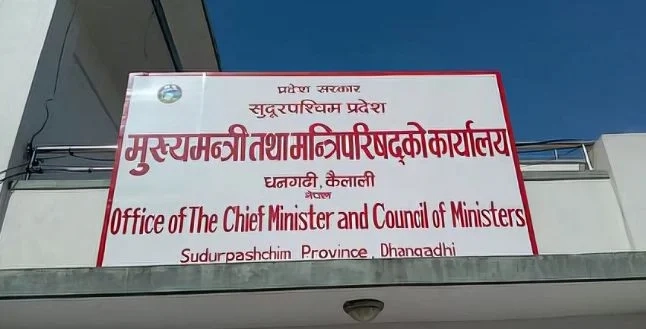 प्रदेश सरकार
सुदूरपश्चिम प्रदेश
मुख्यमन्त्री तथा मन्त्रिपरिषद्को कार्यालय
धनगढी, कैलाली
नेपाल
Office of The Chief Minister and Council of Ministers
Sudurpashchim Province, Dhangadhi